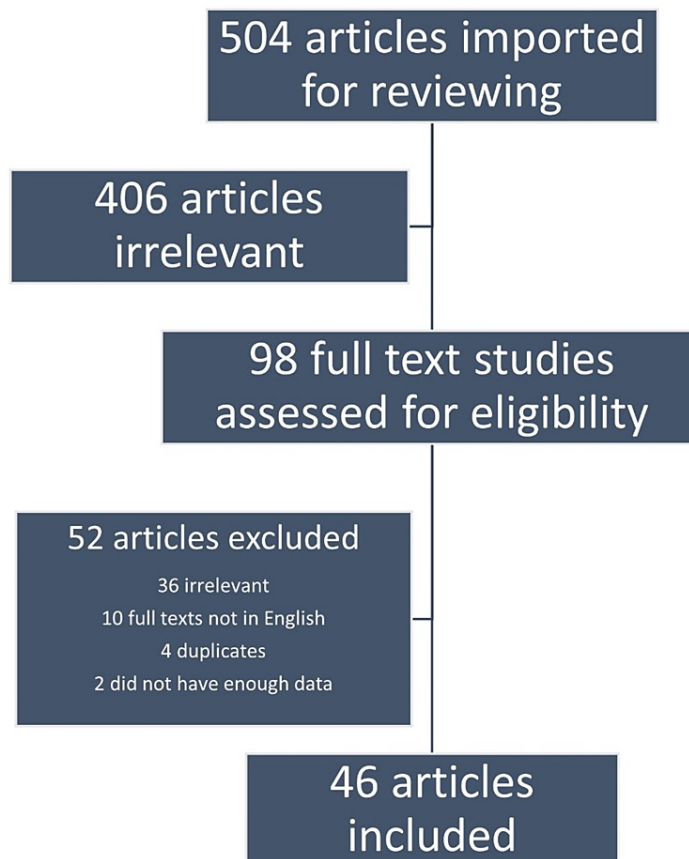 504 articles imported
for reviewing
406 articles
irrelevant
98 full text studies
assessed for eligibility
52 articles excluded
36 irrelevant
10 full texts not in English
4 duplicates
2 did not have enough data
46 articles
included